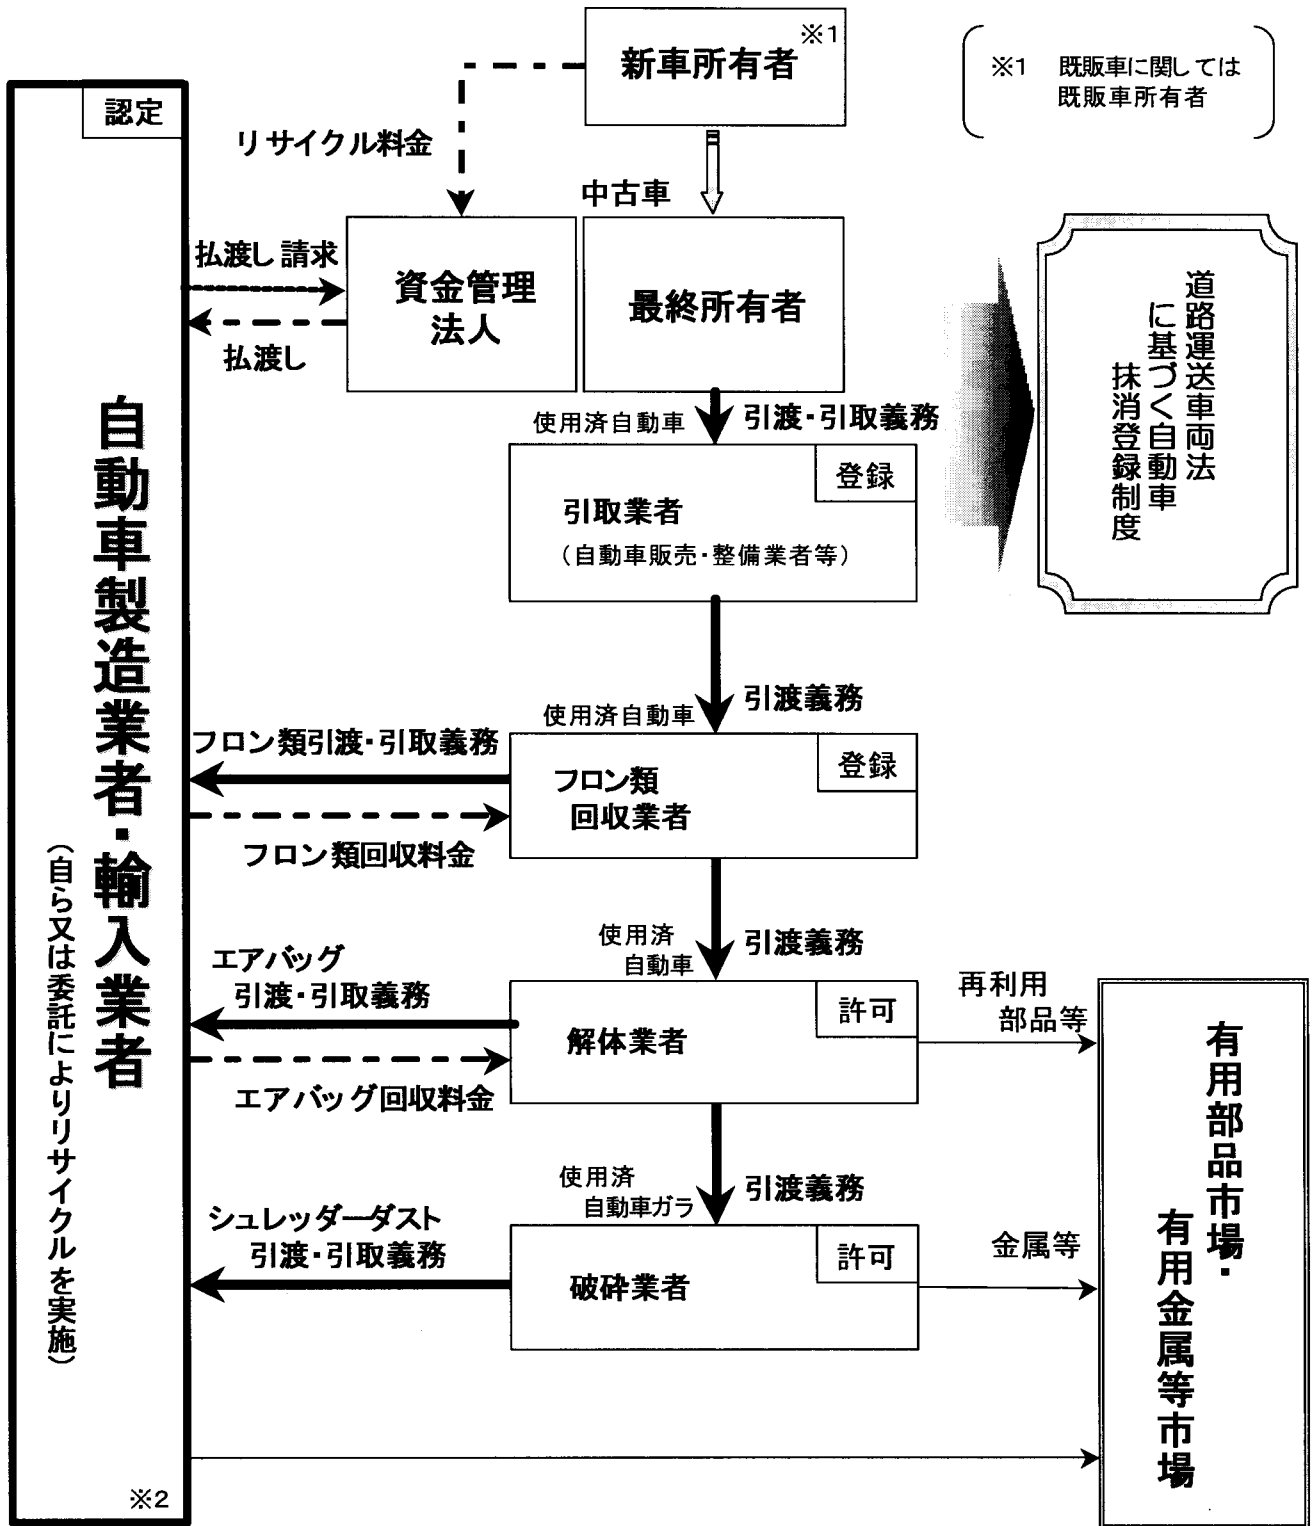 新車所有者
※1
※1 既販車に関しては
既販車所有者
認定
リサイクル料金
中古車
払渡し請求
払渡し
資金管理
法人
最終所有者
道路運送車両法
に基づく自動車
抹消登録制度
使用済自動車
引渡・引取義務
登録
引取業者
（自動車販売・整備業者等）
自動車製造業者・輸入業者
（自ら又は委託によりリサイクルを実施）
使用済自動車
引渡義務
フロン類引渡・引取義務
登録
フロン類
回収業者
フロン類回収料金
使用済
自動車
引渡義務
エアバッグ
引渡・引取義務
許可
解体業者
再利用
部品等
エアバッグ回収料金
有用部品市場・
有用金属等市場
使用済
自動車ガラ
引渡義務
シュレッダーダスト
引渡・引取義務
許可
破砕業者
金属等
※2